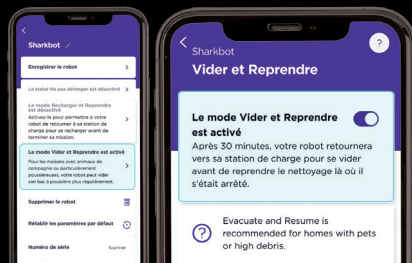 Sharkbot
Enregistrer le robot
Le statut Ne pas déranger est désactivé
Le mode Recharger et Reprendre
est désactivé
Activez-le pour permettre à votre
robot de retourner à sa station de
charge pour se recharger avant de
terminer sa mission.
Le mode Vider et Reprendre est activé
Pour les maisons avec animaux de
compagnie ou particulièrement
poussiéreuses, votre robot peut vider
son bac à poussière plus régulièrement.
Supprimer le robot
Rétablir les paramètres par défaut
Numéro de série
Scanner
?
Sharkbot
Vider et Reprendre
Le mode Vider et Reprendre
est activé
Après 30 minutes, votre robot retournera
vers sa station de charge pour se vider
avant de reprendre le nettoyage là où il
s'était arrêté.
?
Evacuate and Resume is
recommended for homes with pets
or high debris.